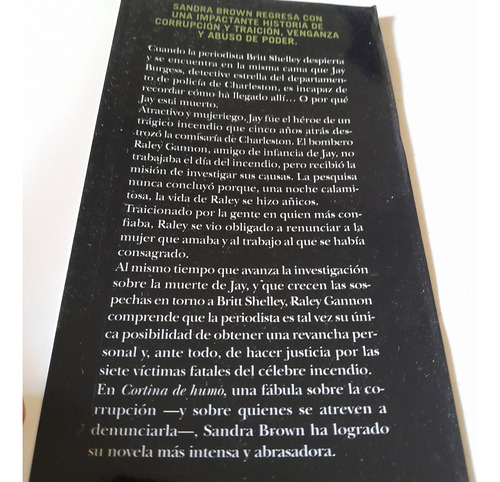 SANDRA BROWN REGRESA CON
UNA IMPACTANTE HISTORIA DE
CORRUPCIÓN Y TRAICIÓN, VENGANZA
Y ABUSO DE PODER.
Cuando la periodista Britt Shelley despierta
y se encuentra en la misma cama que Jay
Burgess, detective estrella del departamen-
to de policía de Charleston, es incapaz de
recordar cómo ha llegado allí... O por qué
Jay está muerto.
Atractivo y mujeriego, Jay fue el héroe de un
trágico incendio que cinco años atrás des-
trozó la comisaría de Charleston. El bombero
Raley Gannon, amigo de infancia de Jay, no
trabajaba el día del incendio, pero recibió la
misión de investigar sus causas. La pesquisa
nunca concluyó porque, una noche calami-
tosa, la vida de Raley se hizo añicos.
Traicionado por la gente en quien más con-
fiaba, Raley se vio obligado a renunciar a la
mujer que amaba y al trabajo al que se había
consagrado.
Al mismo tiempo que avanza la investigación
sobre la muerte de Jay, y que crecen las sos-
pechas en torno a Britt Shelley, Raley Gannon
comprende que la periodista es tal vez su úni-
ca posibilidad de obtener una revancha per-
sonal y, ante todo, de hacer justicia por las
siete víctimas fatales del célebre incendio.
En Cortina de humo, una fábula sobre la co-
rrupción —y sobre quienes se atreven a
denunciarla—, Sandra Brown ha logrado
su novela más intensa y abrasadora.